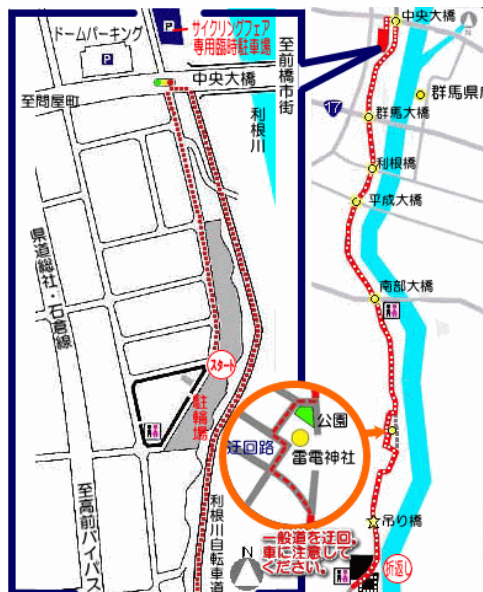 ドームパーキング
P
P
サイクリングフェア
専用臨時駐車場
中央大橋
至問屋町
至前橋市街
利根川
県道総社・石倉線
スタート
駐輪場
至高前バイパス
利根川自転車道
N
公園
迂回路
雷電神社
一般道を迂回。
車に注意して
ください。
中央大橋
N
群馬県
17
群馬大橋
利根橋
平成大橋
南部大橋
吊り橋
折返し